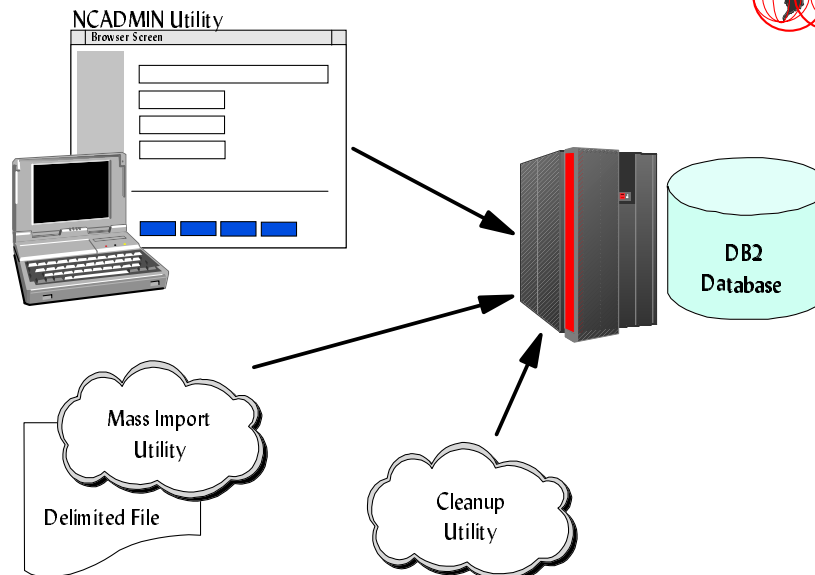 NCADMIN Utility
Browser Screen
DB2
Database
Mass Import
Utility
Delimited File
Cleanup
Utility